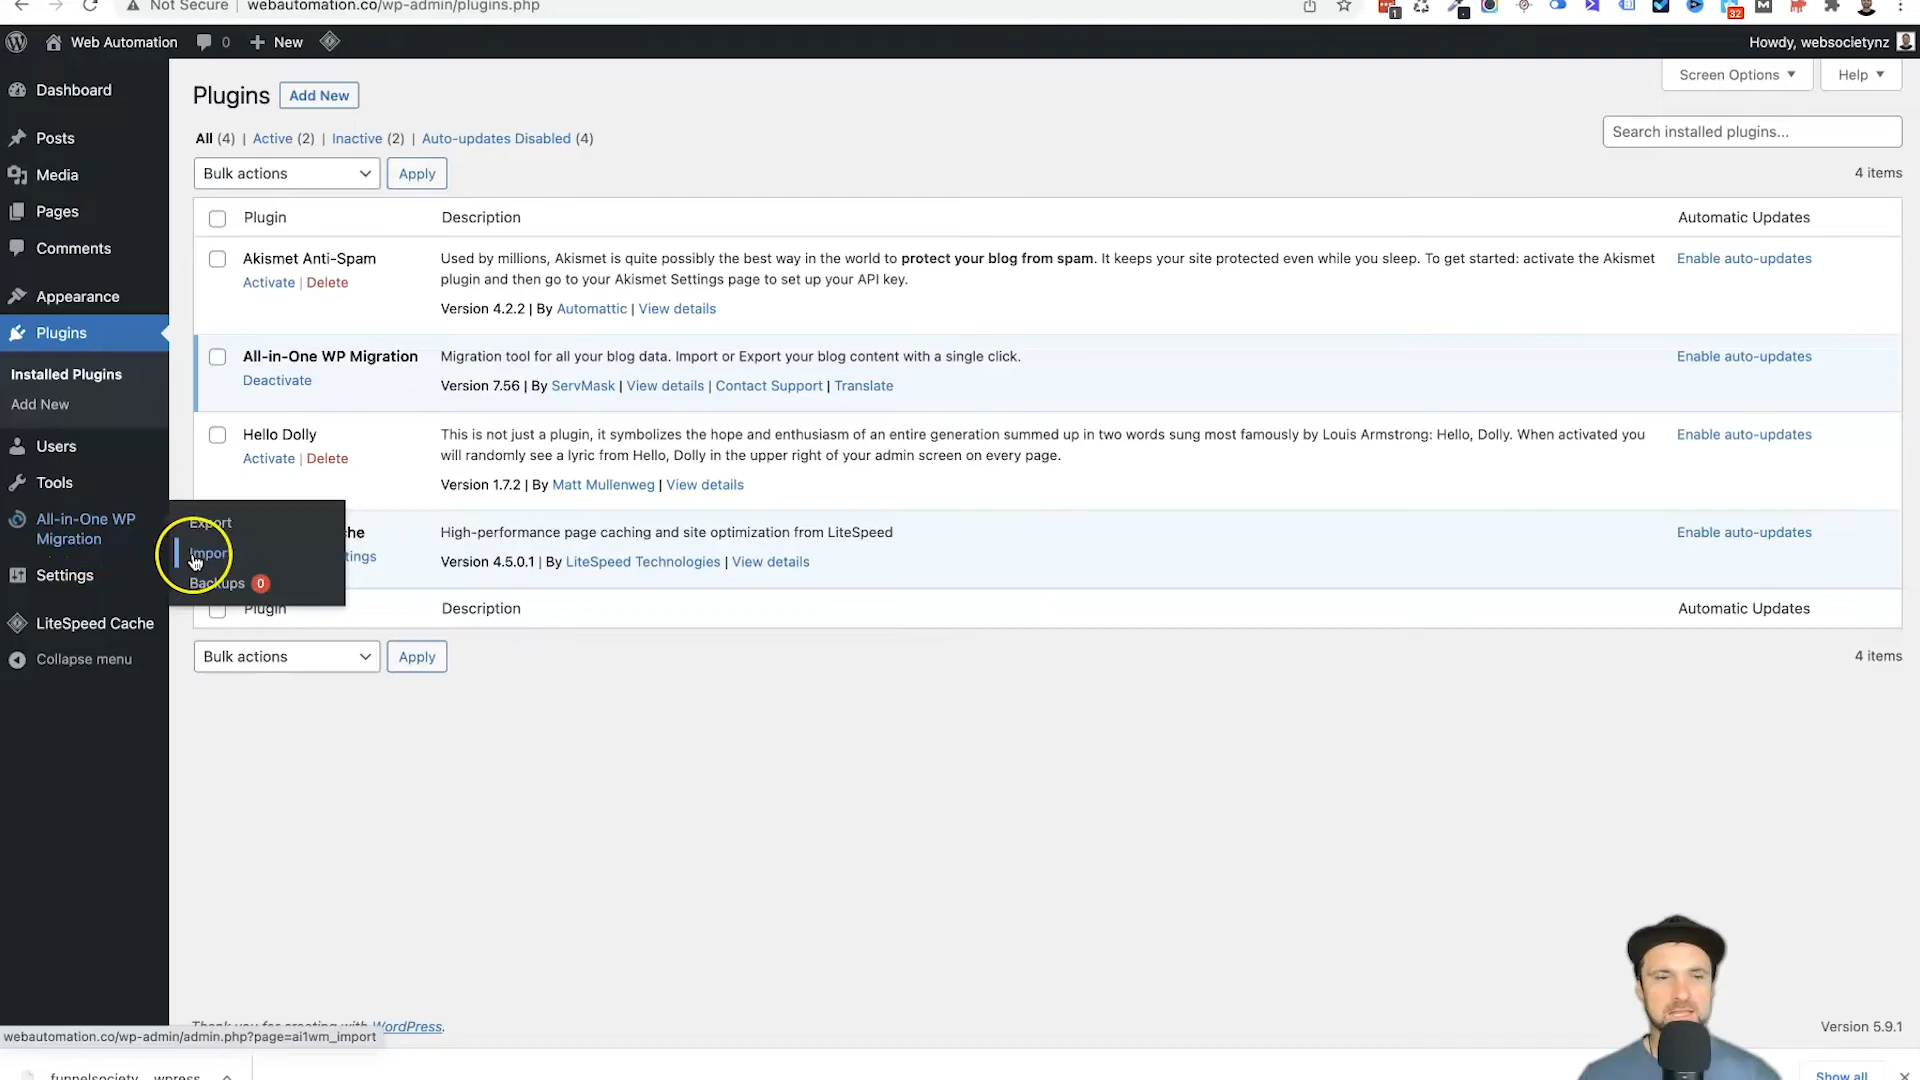 Not Secure
webautomation.co/wp-admin/plugins.php
1
32
Web Automation
0
New
Howdy, websocietynz
Dashboard
Posts
Media
Pages
Comments
Appearance
Plugins
Installed Plugins
Add New
Users
Tools
All-in-One WP
Migration
Settings
LiteSpeed Cache
Collapse menu
Export
Import
Backups 0
Plugins
Add New
Screen Options
Help
All (4) | Active (2) | Inactive (2) | Auto-updates Disabled (4)
Search installed plugins...
Bulk actions
Apply
4 items
Plugin
Description
Automatic Updates
Akismet Anti-Spam
Activate | Delete
Used by millions, Akismet is quite possibly the best way in the world to protect your blog from spam. It keeps your site protected even while you sleep. To get started: activate the Akismet
plugin and then go to your Akismet Settings page to set up your API key.
Version 4.2.2 | By Automattic | View details
Enable auto-updates
All-in-One WP Migration
Deactivate
Migration tool for all your blog data. Import or Export your blog content with a single click.
Version 7.56 | By ServMask | View details | Contact Support | Translate
Enable auto-updates
Hello Dolly
Activate | Delete
This is not just a plugin, it symbolizes the hope and enthusiasm of an entire generation summed up in two words sung most famously by Louis Armstrong: Hello, Dolly. When activated you
will randomly see a lyric from Hello, Dolly in the upper right of your admin screen on every page.
Version 1.7.2 | By Matt Mullenweg | View details
Enable auto-updates
che
tings
High-performance page caching and site optimization from LiteSpeed
Version 4.5.0.1 | By LiteSpeed Technologies | View details
Enable auto-updates
Plugin
Description
Automatic Updates
Bulk actions
Apply
4 items
Thank you for creating with WordPress.
Version 5.9.1
webautomation.co/wp-admin/admin.php?page=ai1wm_import
funnelsociety....wpress
Show all